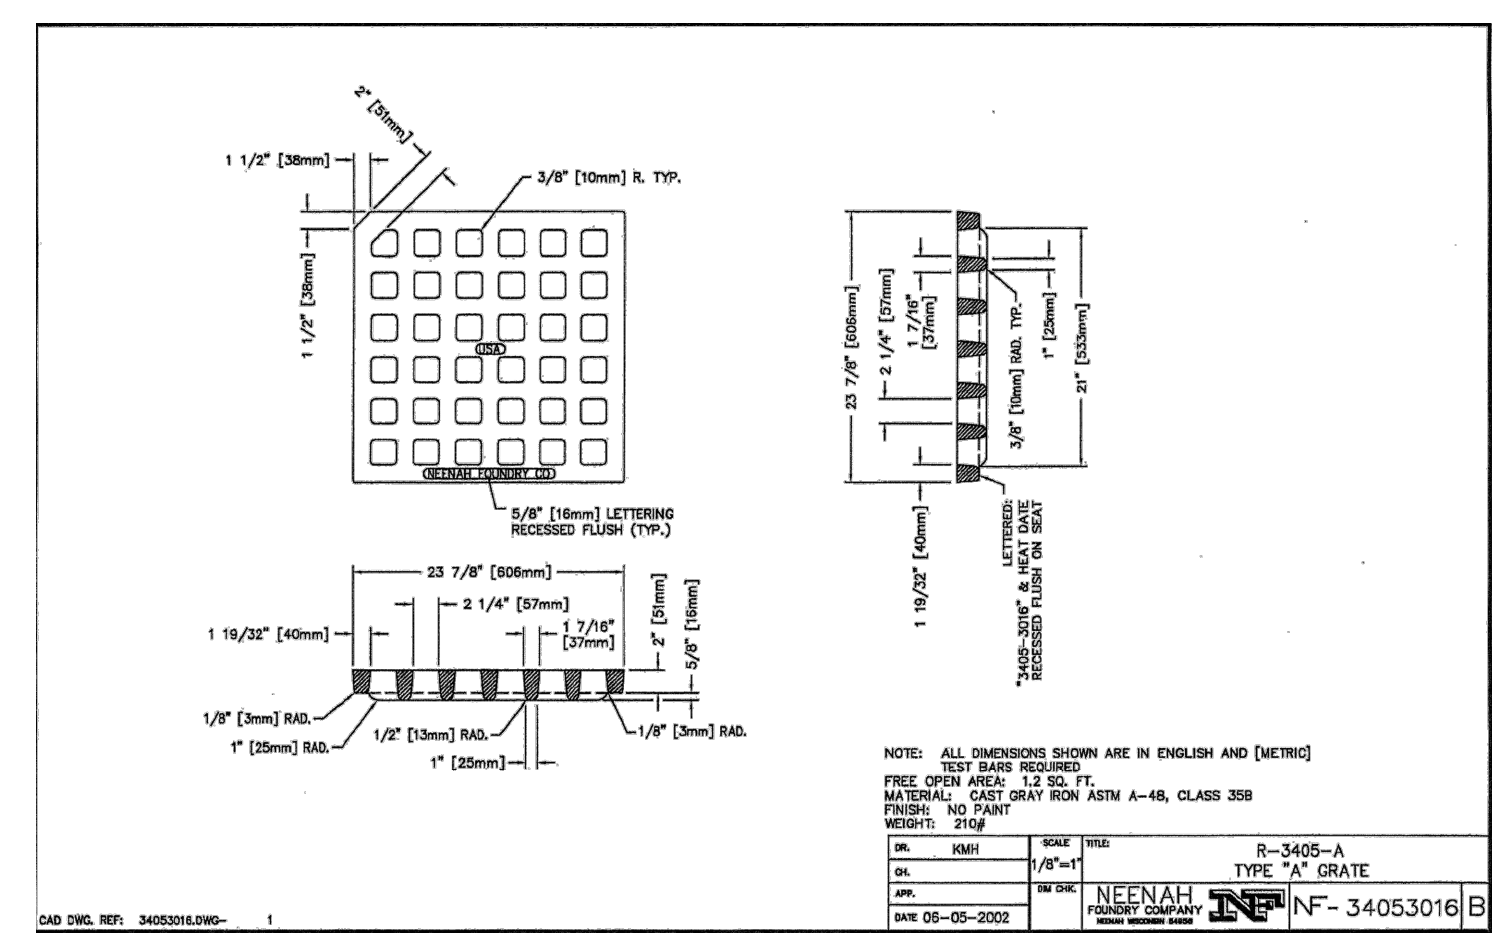 2" [51mm]
1 1/2" [38mm]
3/8" [10mm] R. TYP.
1 1/2" [38mm]
USA
NEENAH FOUNDRY CO
5/8" [16mm] LETTERING
RECESSED FLUSH (TYP.)
23 7/8" [606mm]
2 1/4" [57mm]
1 7/16"
[37mm]
1" [25mm]
3/8" [10mm] RAD. TYP.
21" [533mm]
1 19/32" [40mm]
LETTERED:
"3405-3016" & HEAT DATE
RECESSED FLUSH ON SEAT
23 7/8" [606mm]
2 1/4" [57mm]
1 19/32" [40mm]
1 7/16"
[37mm]
2" [51mm]
5/8" [16mm]
1/8" [3mm] RAD.
1" [25mm] RAD.
1/2" [13mm] RAD.
1" [25mm]
1/8" [3mm] RAD.
NOTE: ALL DIMENSIONS SHOWN ARE IN ENGLISH AND [METRIC]
TEST BARS REQUIRED
FREE OPEN AREA: 1.2 SQ. FT.
MATERIAL: CAST GRAY IRON ASTM A-48, CLASS 35B
FINISH: NO PAINT
WEIGHT: 210#
DR. KMH
CH.
APP.
DATE 06-05-2002
SCALE
1/8"=1"
DIM CHK.
TITLE:
R-3405-A
TYPE "A" GRATE
NEENAH
FOUNDRY COMPANY
NEENAH WISCONSIN 54956
NF
NF- 34053016 B
CAD DWG. REF: 34053016.DWG- 1